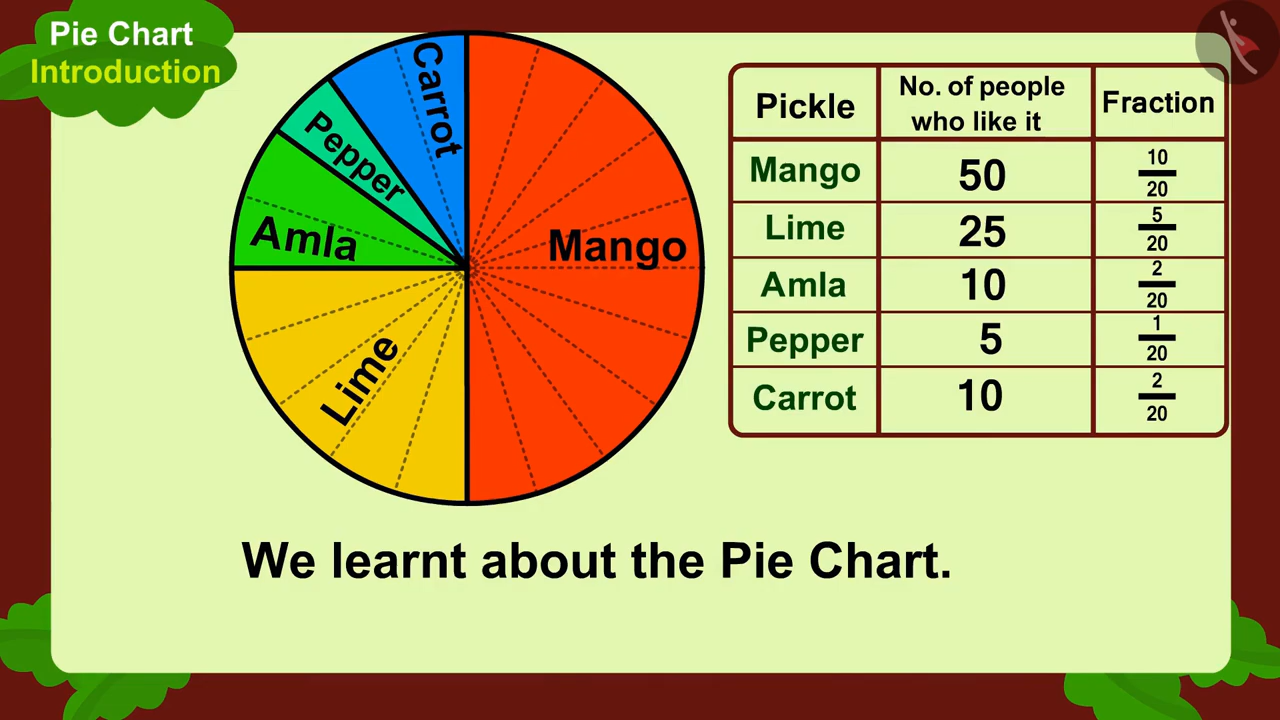 Pie Chart
Introduction
Carrot
Pepper
Amla
Mango
Lime
Pickle No. of people who like it Fraction
Mango 50 10/20
Lime 25 5/20
Amla 10 2/20
Pepper 5 1/20
Carrot 10 2/20
We learnt about the Pie Chart.